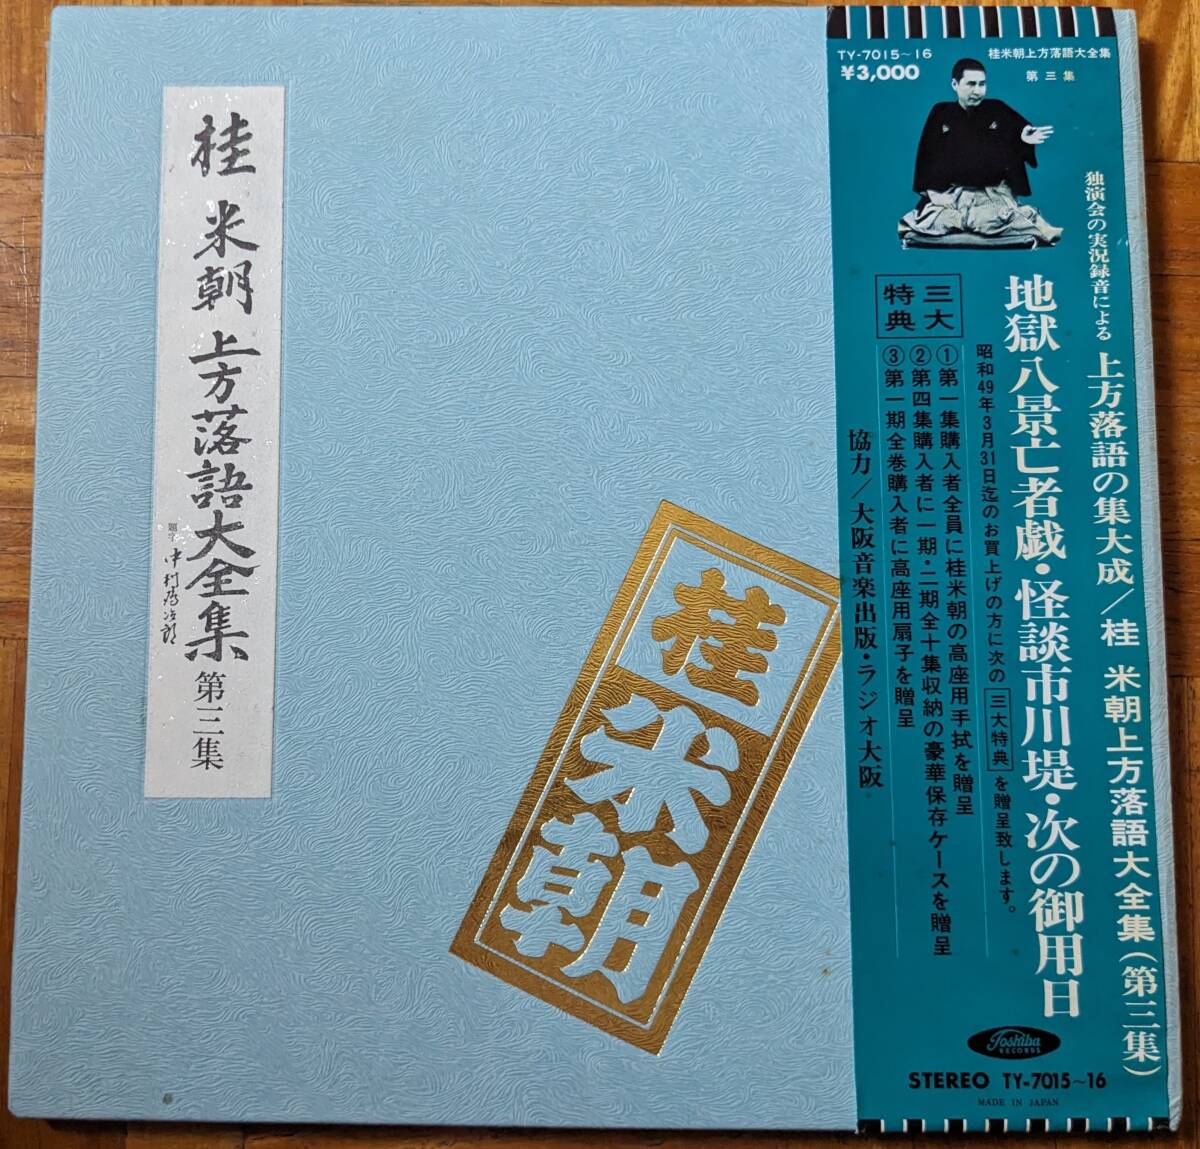 桂 米朝 上方落語大全集 第三集
題字
桂米朝
TY-7015~16
¥3,000
桂米朝上方落語大全集
第三集
独演会の実況録音による 上方落語の集大成/桂 米朝上方落語大全集(第三集)
地獄八景亡者戯・怪談市川堤・次の御用日
昭和49年3月31日迄のお買上げの方に次の 三大特典 を贈呈致します。
三大特典
①第一集購入者全員に桂米朝の高座用手拭を贈呈
②第四集購入者に一期・二期全十集収納の豪華保存ケースを贈呈
③第一期全巻購入者に高座用扇子を贈呈
協力/大阪音楽出版・ラジオ大阪
Toshiba
RECORDS
STEREO TY-7015~16
MADE IN JAPAN